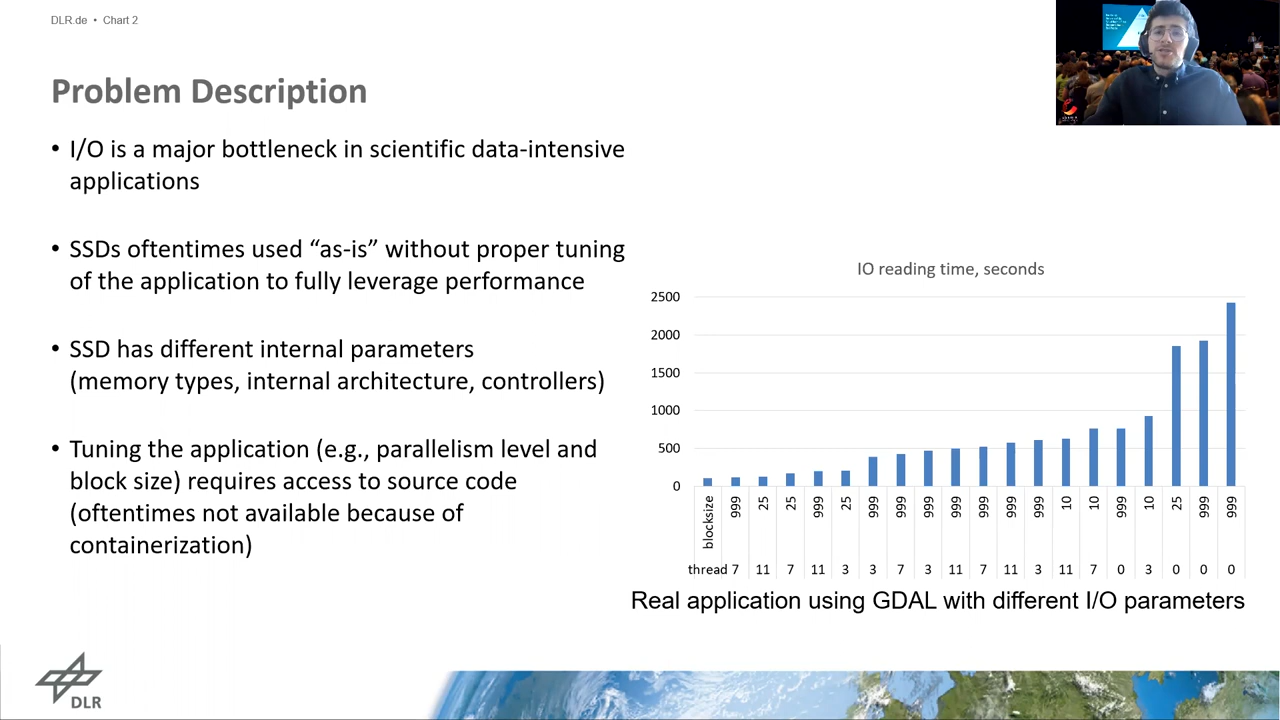 DLR.de • Chart 2
Problem Description
• I/O is a major bottleneck in scientific data-intensive
applications
• SSDs oftentimes used “as-is” without proper tuning
of the application to fully leverage performance
• SSD has different internal parameters
(memory types, internal architecture, controllers)
• Tuning the application (e.g., parallelism level and
block size) requires access to source code
(oftentimes not available because of
containerization)
IO reading time, seconds
2500
2000
1500
1000
500
0
blocksize 999 25 25 999 25 999 999 999 999 999 999 999 10 10 999 10 25 999 999
thread 7 11 7 11 3 3 7 3 11 7 11 3 11 7 0 3 0 0 0
Real application using GDAL with different I/O parameters
DLR